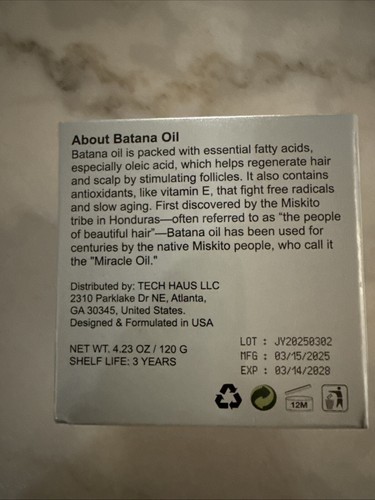 About Batana Oil
Batana oil is packed with essential fatty acids,
especially oleic acid, which helps regenerate hair
and scalp by stimulating follicles. It also contains
antioxidants, like vitamin E, that fight free radicals
and slow aging. First discovered by the Miskito
tribe in Honduras—often referred to as “the people
of beautiful hair”—Batana oil has been used for
centuries by the native Miskito people, who call it
the "Miracle Oil."
Distributed by: TECH HAUS LLC
2310 Parklake Dr NE, Atlanta,
GA 30345, United States.
Designed & Formulated in USA
NET WT. 4.23 OZ / 120 G
SHELF LIFE: 3 YEARS
LOT : JY20250302
MFG : 03/15/2025
EXP : 03/14/2028
12M